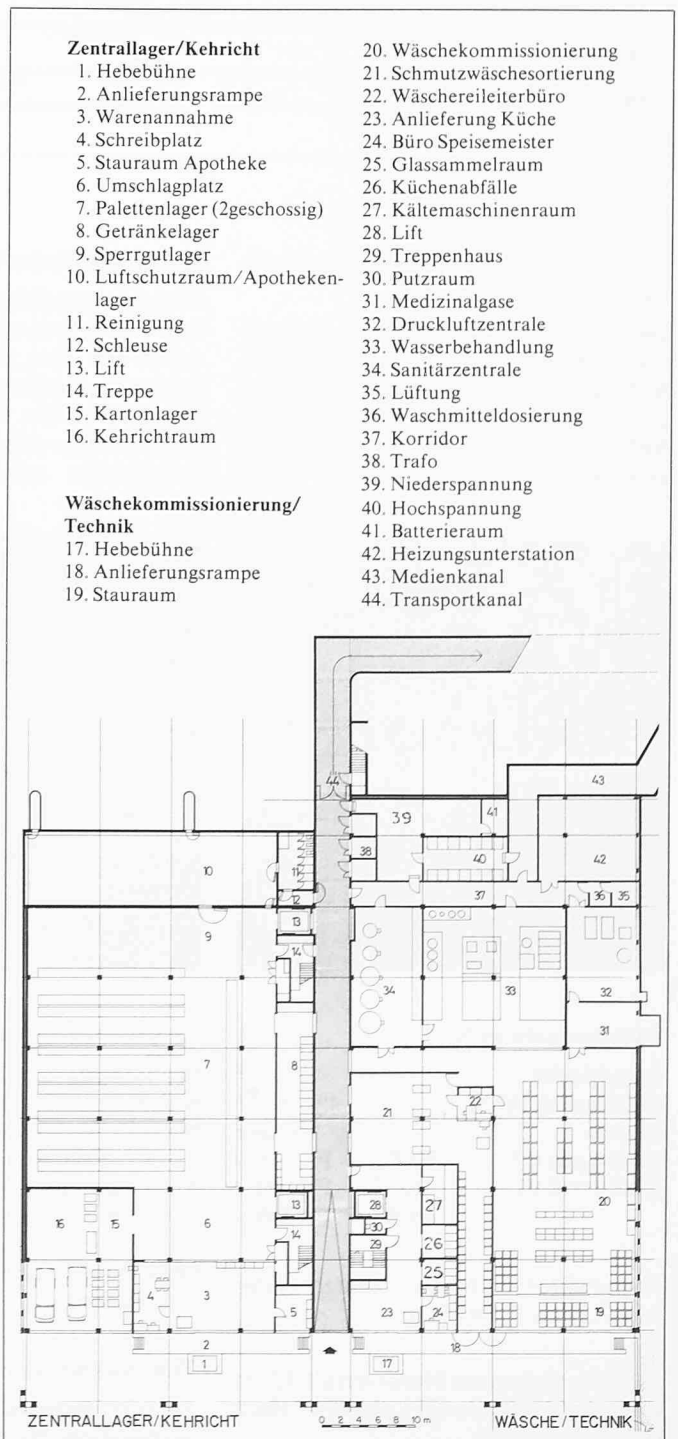 Zentrallager/Kehricht
1. Hebebühne
2. Anlieferungsrampe
3. Warenannahme
4. Schreibplatz
5. Stauraum Apotheke
6. Umschlagplatz
7. Palettenlager (2geschossig)
8. Getränkelager
9. Sperrgutlager
10. Luftschutzraum/Apotheken-
lager
11. Reinigung
12. Schleuse
13. Lift
14. Treppe
15. Kartonlager
16. Kehrichtraum
Wäschekommissionierung/
Technik
17. Hebebühne
18. Anlieferungsrampe
19. Stauraum
20. Wäschekommissionierung
21. Schmutzwäschesortierung
22. Wäschereileiterbüro
23. Anlieferung Küche
24. Büro Speisemeister
25. Glassammelraum
26. Küchenabfälle
27. Kältemaschinenraum
28. Lift
29. Treppenhaus
30. Putzraum
31. Medizinalgase
32. Druckluftzentrale
33. Wasserbehandlung
34. Sanitärzentrale
35. Lüftung
36. Waschmitteldosierung
37. Korridor
38. Trafo
39. Niederspannung
40. Hochspannung
41. Batterieraum
42. Heizungsunterstation
43. Medienkanal
44. Transportkanal
44 43
39 41
38 40 42
10 11
37
12 36 35
9 13
14
34 33 32
31
7 8
21 22
20
13 28 27
16 15 6 14 30
29 26
25
4 3 5 23 24 19
2 18
1 17
ZENTRALLAGER/KEHRICHT 0 2 4 6 8 10 m WÄSCHE/TECHNIK